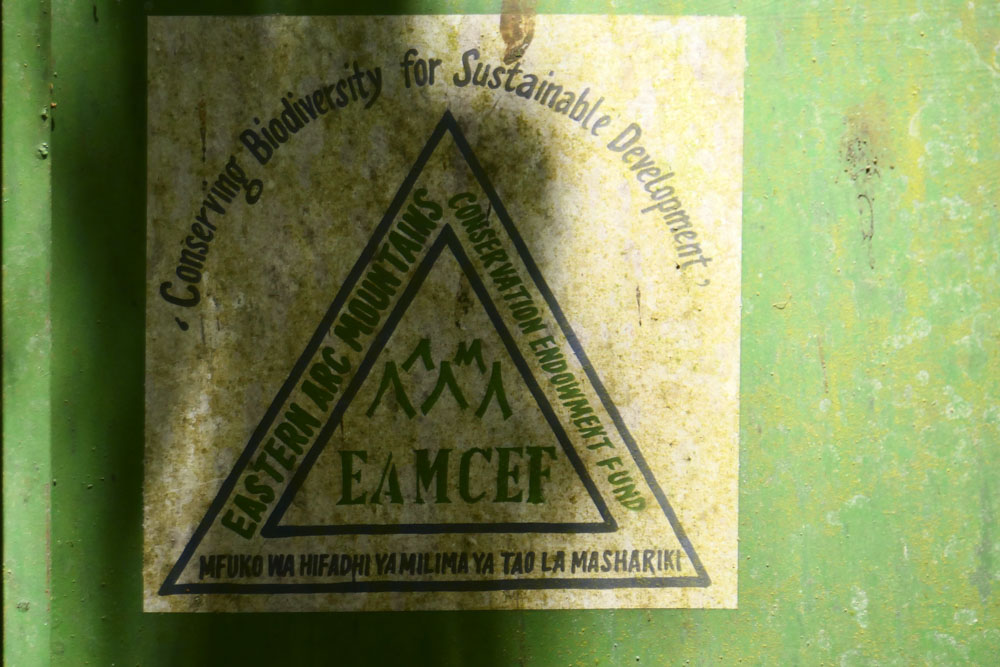 'Conserving Biodiversity for Sustainable Development'
EASTERN ARC MOUNTAINS
CONSERVATION ENDOWMENT FUND
EAMCEF
MFUKO WA HIFADHI YA MILIMA YA TAO LA MASHARIKI